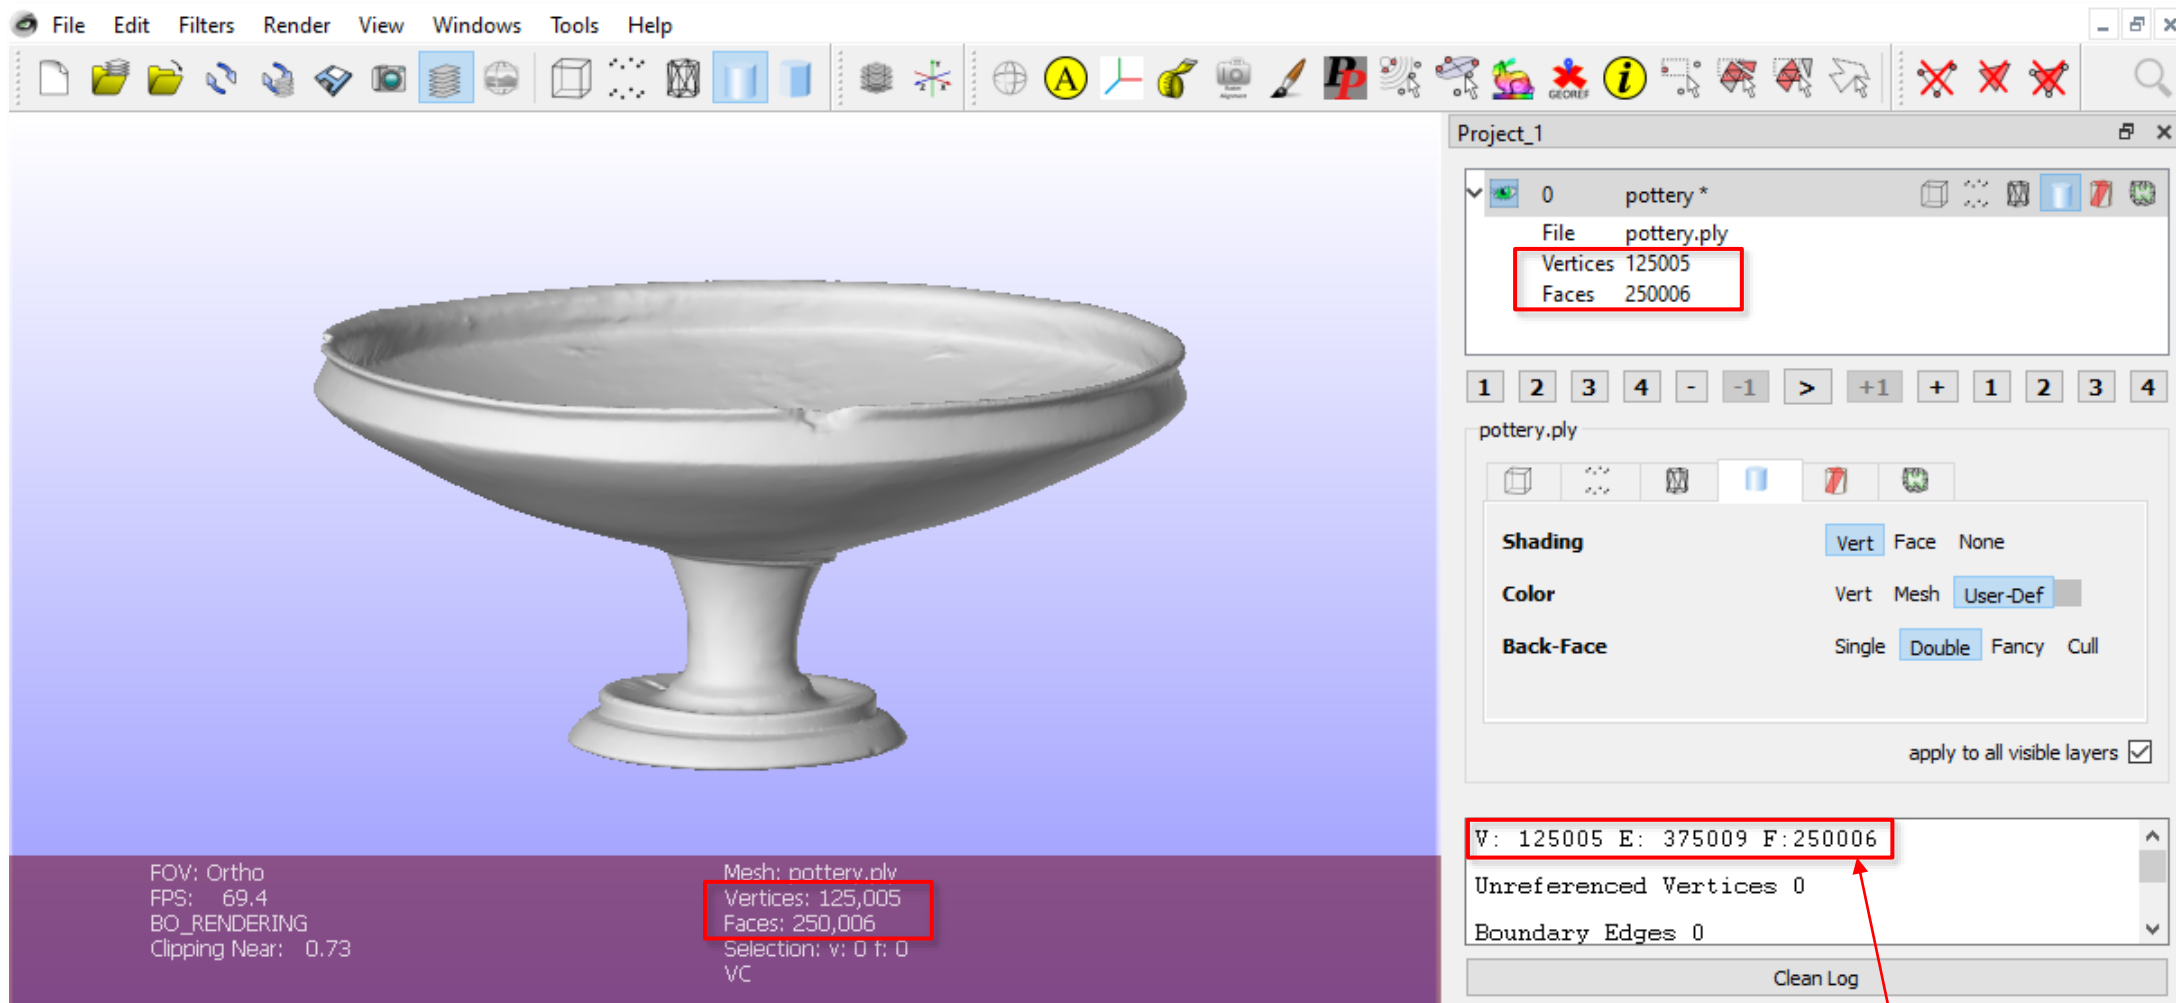 File Edit Filters Render View Windows Tools Help
A
Pp
GEOREF
i
Project_1
0 pottery *
File pottery.ply
Vertices 125005
Faces 250006
1 2 3 4 - -1 > +1 + 1 2 3 4
pottery.ply
Shading Vert Face None
Color Vert Mesh User-Def
Back-Face Single Double Fancy Cull
apply to all visible layers
V: 125005 E: 375009 F:250006
Unreferenced Vertices 0
Boundary Edges 0
Clean Log
FOV: Ortho
FPS: 69.4
BO_RENDERING
Clipping Near: 0.73
Mesh: pottery.ply
Vertices: 125,005
Faces: 250,006
Selection: v: 0 f: 0
VC